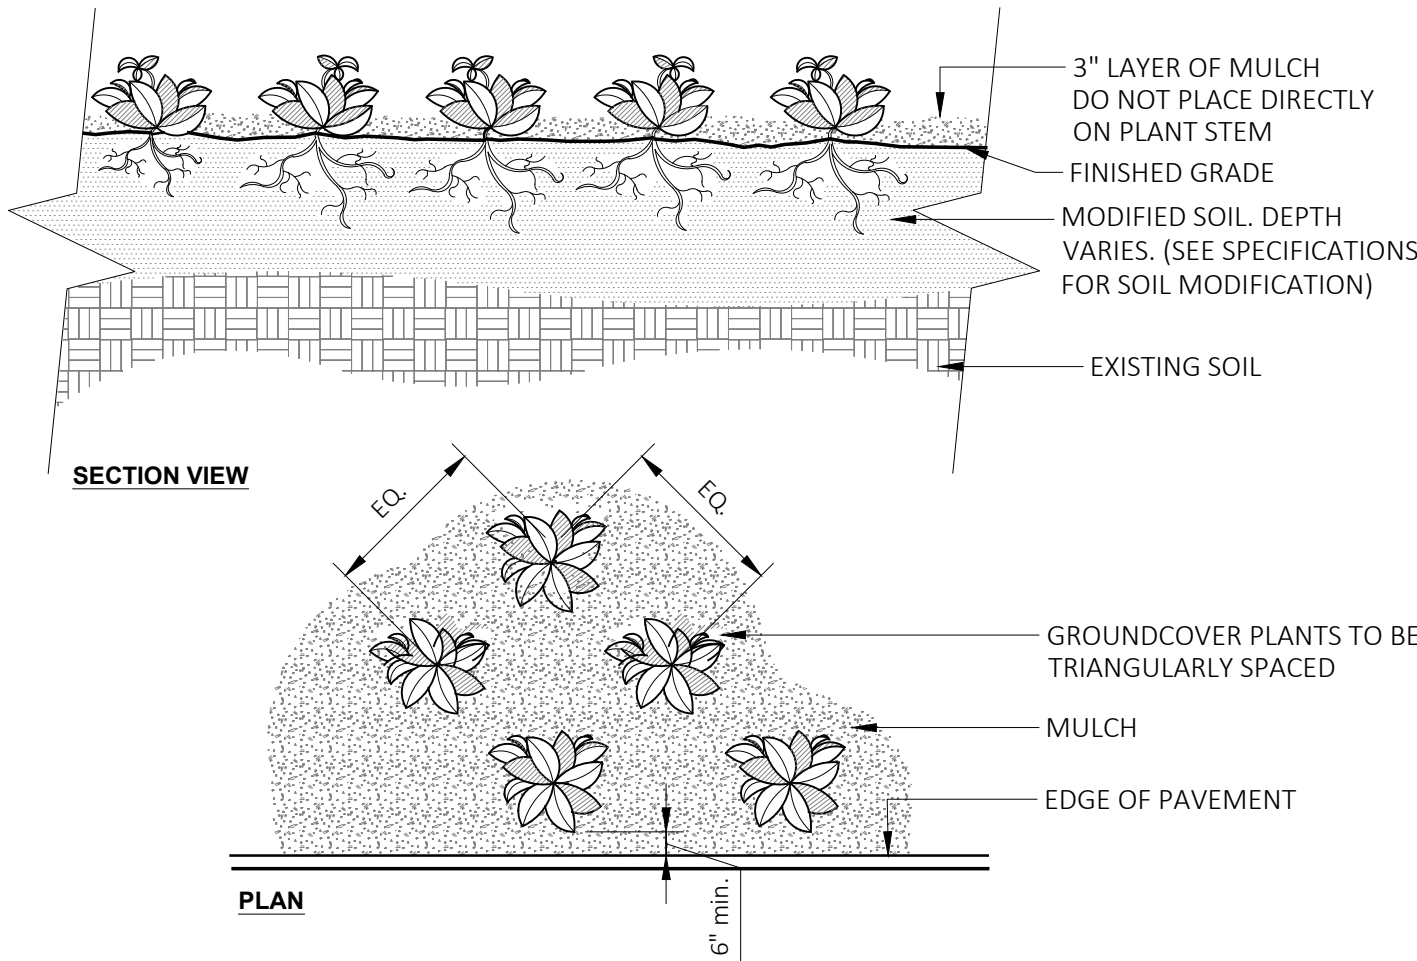 3" LAYER OF MULCH
DO NOT PLACE DIRECTLY
ON PLANT STEM
FINISHED GRADE
MODIFIED SOIL. DEPTH
VARIES. (SEE SPECIFICATIONS
FOR SOIL MODIFICATION)
EXISTING SOIL
SECTION VIEW
EQ.
EQ.
GROUNDCOVER PLANTS TO BE
TRIANGULARLY SPACED
MULCH
EDGE OF PAVEMENT
6" min.
PLAN